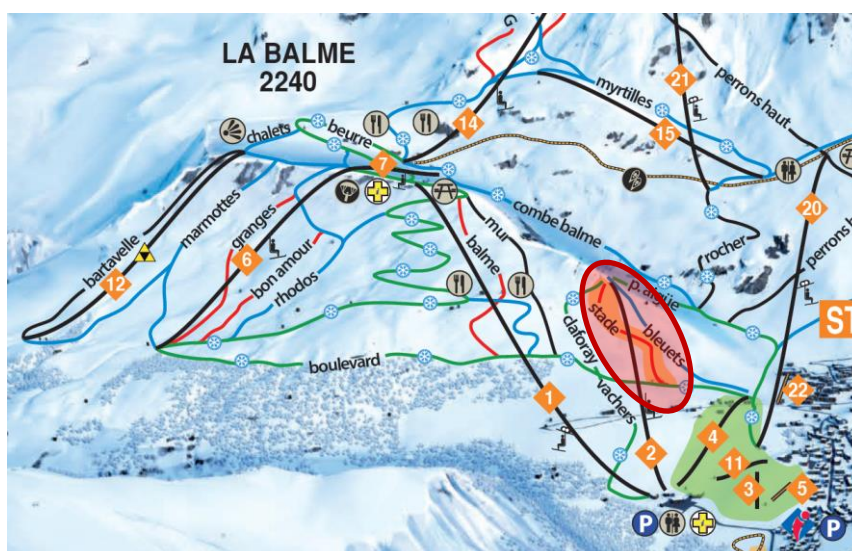 LA BALME
2240
G
chalets
beurre
7
14
myrtilles
15
21
perrons haut
20
bartavelle
12
marmottes
granges
6
bon amour
rhodos
mur
balme
combe balme
rocher
perrons haut
p. aigüe
stade
bleuets
claforay
vachers
boulevard
1
2
4
11
3
5
22
ST
P
i
P